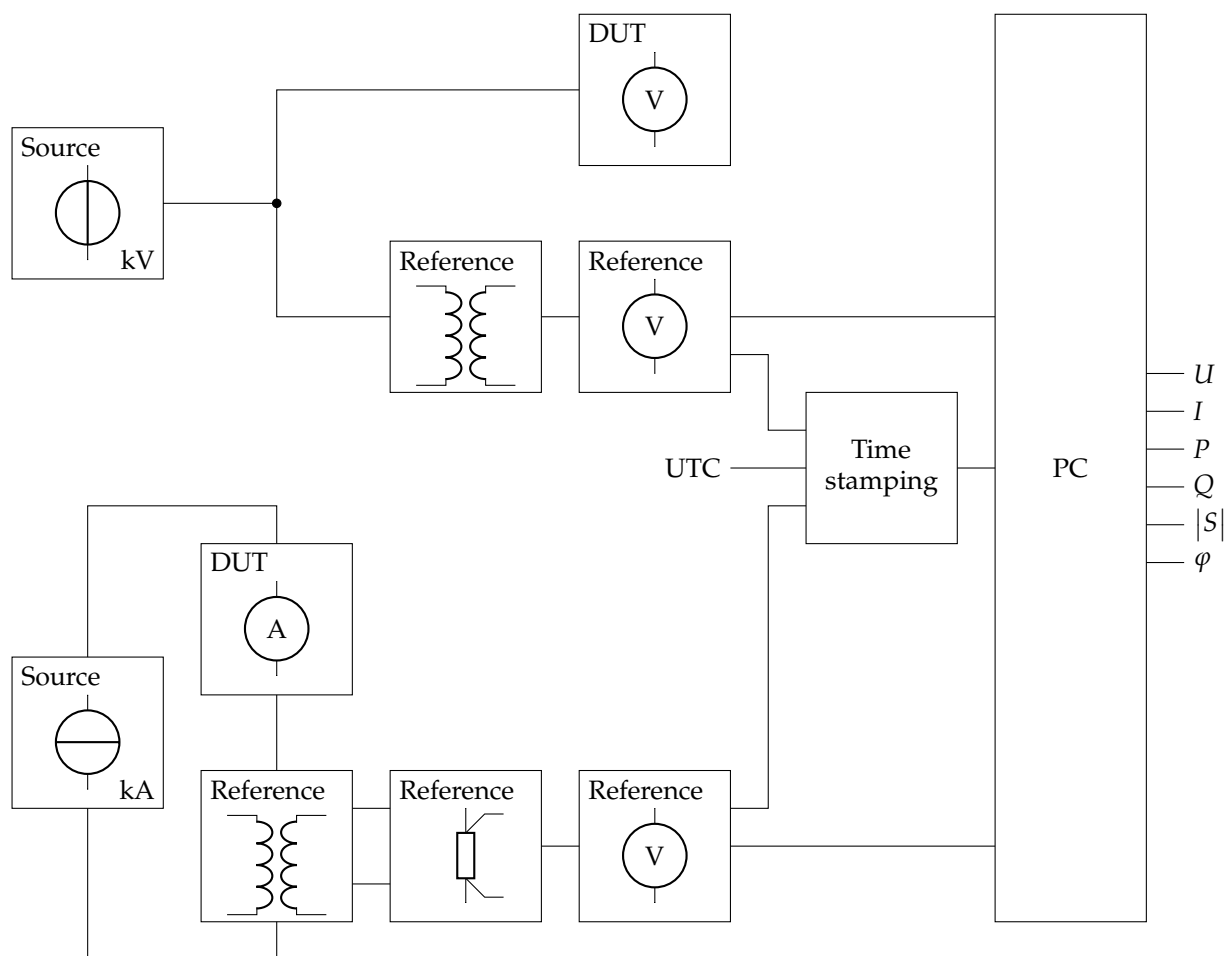 DUT
V
Source
kV
Reference
Reference
V
U
I
P
Q
|S|
φ
UTC
Time
stamping
PC
DUT
A
Source
kA
Reference
Reference
Reference
V